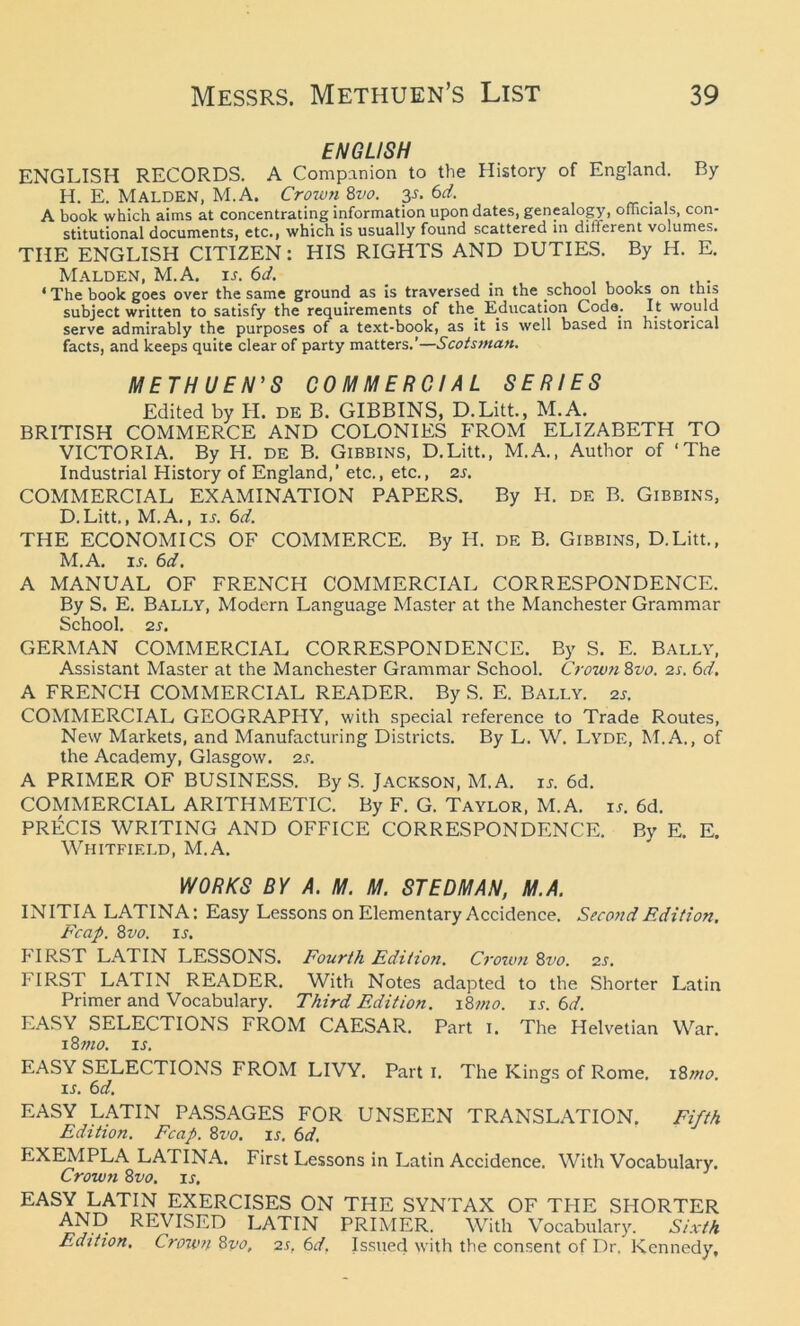 MESSRS. METHUEN'S LIST 39
ENGLISH
ENGLISH RECORDS. A Companion to the History of England. By
H. E. MALDEN, M.A. Crown 8vo. 3s. 6d.
A book which aims at concentrating information upon dates, genealogy, officials, con-
stitutional documents, etc., which is usually found scattered in different volumes.
THE ENGLISH CITIZEN: HIS RIGHTS AND DUTIES. By H. E.
MALDEN, M.A. 1s. 6d.
'The book goes over the same ground as is traversed in the school books on this
subject written to satisfy the requirements of the Education Code. It would
serve admirably the purposes of a text-book, as it is well based in historical
facts, and keeps quite clear of party matters.'—Scotsman.
METHUEN'S COMMERCIAL SERIES
Edited by H. DE B. GIBBINS, D.Litt., M.A.
BRITISH COMMERCE AND COLONIES FROM ELIZABETH TO
VICTORIA. By H. DE B. GIBBINS, D.Litt., M.A., Author of 'The
Industrial History of England,' etc., etc., 2s.
COMMERCIAL EXAMINATION PAPERS. By H. DE B. GIBBINS,
D.Litt., M.A., 1s. 6d.
THE ECONOMICS OF COMMERCE. By H. DE B. GIBBINS, D.Litt.,
M.A. 1s. 6d.
A MANUAL OF FRENCH COMMERCIAL CORRESPONDENCE.
By S. E. BALLY, Modern Language Master at the Manchester Grammar
School. 2s.
GERMAN COMMERCIAL CORRESPONDENCE. By S. E. BALLY,
Assistant Master at the Manchester Grammar School. Crown 8vo. 2s. 6d.
A FRENCH COMMERCIAL READER. By S. E. BALLY. 2s.
COMMERCIAL GEOGRAPHY, with special reference to Trade Routes,
New Markets, and Manufacturing Districts. By L. W. LYDE, M.A., of
the Academy, Glasgow. 2s.
A PRIMER OF BUSINESS. By S. JACKSON, M.A. 1s. 6d.
COMMERCIAL ARITHMETIC. By F. G. TAYLOR, M.A. 1s. 6d.
PRÉCIS WRITING AND OFFICE CORRESPONDENCE. By E. E.
WHITFIELD, M.A.
WORKS BY A. M. M. STEDMAN, M.A.
INITIA LATINA: Easy Lessons on Elementary Accidence. Second Edition.
Fcap. 8vo. 1s.
FIRST LATIN LESSONS. Fourth Edition. Crown 8vo. 2s.
FIRST LATIN READER. With Notes adapted to the Shorter Latin
Primer and Vocabulary. Third Edition. 18mo. 1s. 6d.
EASY SELECTIONS FROM CAESAR. Part I. The Helvetian War.
18mo. 1s.
EASY SELECTIONS FROM LIVY. Part I. The Kings of Rome. 18mo.
1s. 6d.
EASY LATIN PASSAGES FOR UNSEEN TRANSLATION. Fifth
Edition. Fcap. 8vo. 1s. 6d.
EXEMPLA LATINA. First Lessons in Latin Accidence. With Vocabulary.
Crown 8vo. 1s.
EASY LATIN EXERCISES ON THE SYNTAX OF THE SHORTER
AND REVISED LATIN PRIMER. With Vocabulary. Sixth
Edition. Crown 8vo, 2s. 6d. Issued with the consent of Dr. Kennedy,